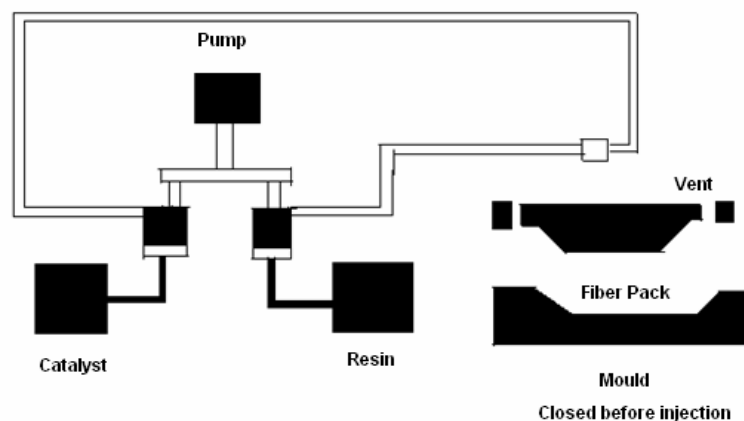 Pump
Vent
Fiber Pack
Catalyst
Resin
Mould
Closed before injection